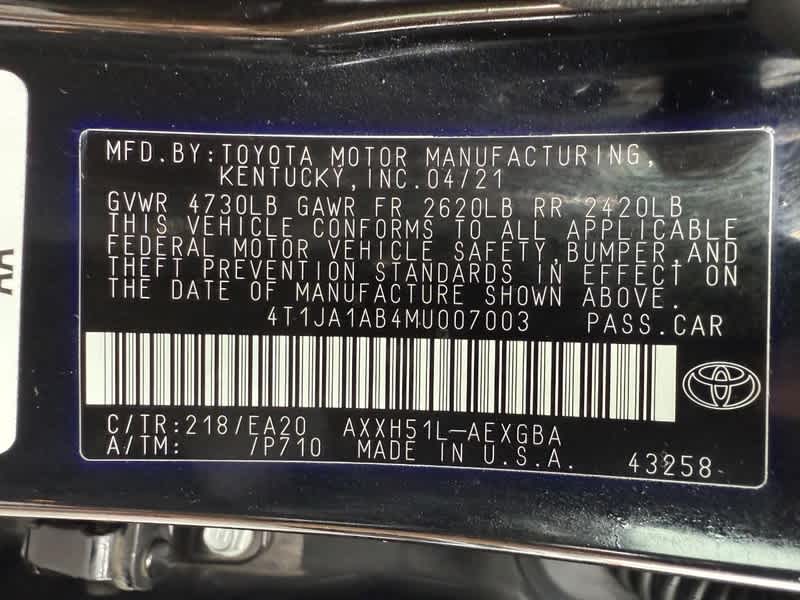 MFD.BY:TOYOTA MOTOR MANUFACTURING,
KENTUCKY,INC.04/21
GVWR 4730LB GAWR FR 2620LB RR 2420LB
THIS VEHICLE CONFORMS TO ALL APPLICABLE
FEDERAL MOTOR VEHICLE SAFETY,BUMPER,AND
THEFT PREVENTION STANDARDS IN EFFECT ON
THE DATE OF MANUFACTURE SHOWN ABOVE.
4T1JA1AB4MU007003 PASS.CAR
C/TR:218/EA20 AXXH51L-AEXGBA
A/TM: /P710 MADE IN U.S.A. 43258